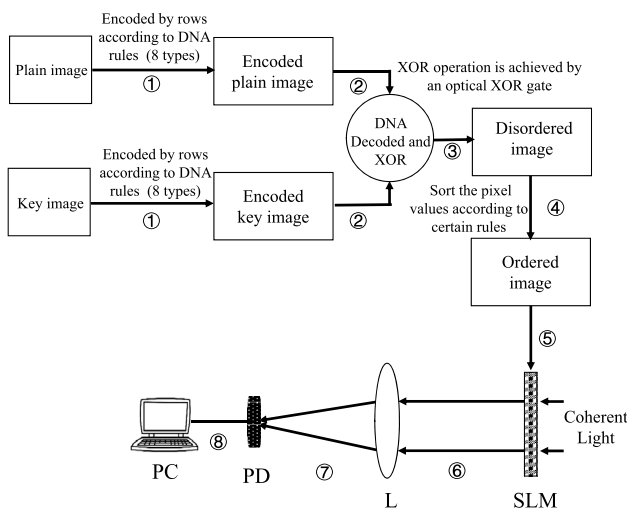 Encoded by rows
according to DNA
rules (8 types)
Plain image
①
Encoded
plain image
②
XOR operation is achieved by
an optical XOR gate
DNA
Decoded and
XOR
③
Disordered
image
Encoded by rows
according to DNA
rules (8 types)
Key image
①
Encoded
key image
②
Sort the pixel
values according to
certain rules
④
Ordered
image
⑤
Coherent
Light
⑧
⑦
⑥
PC
PD
L
SLM